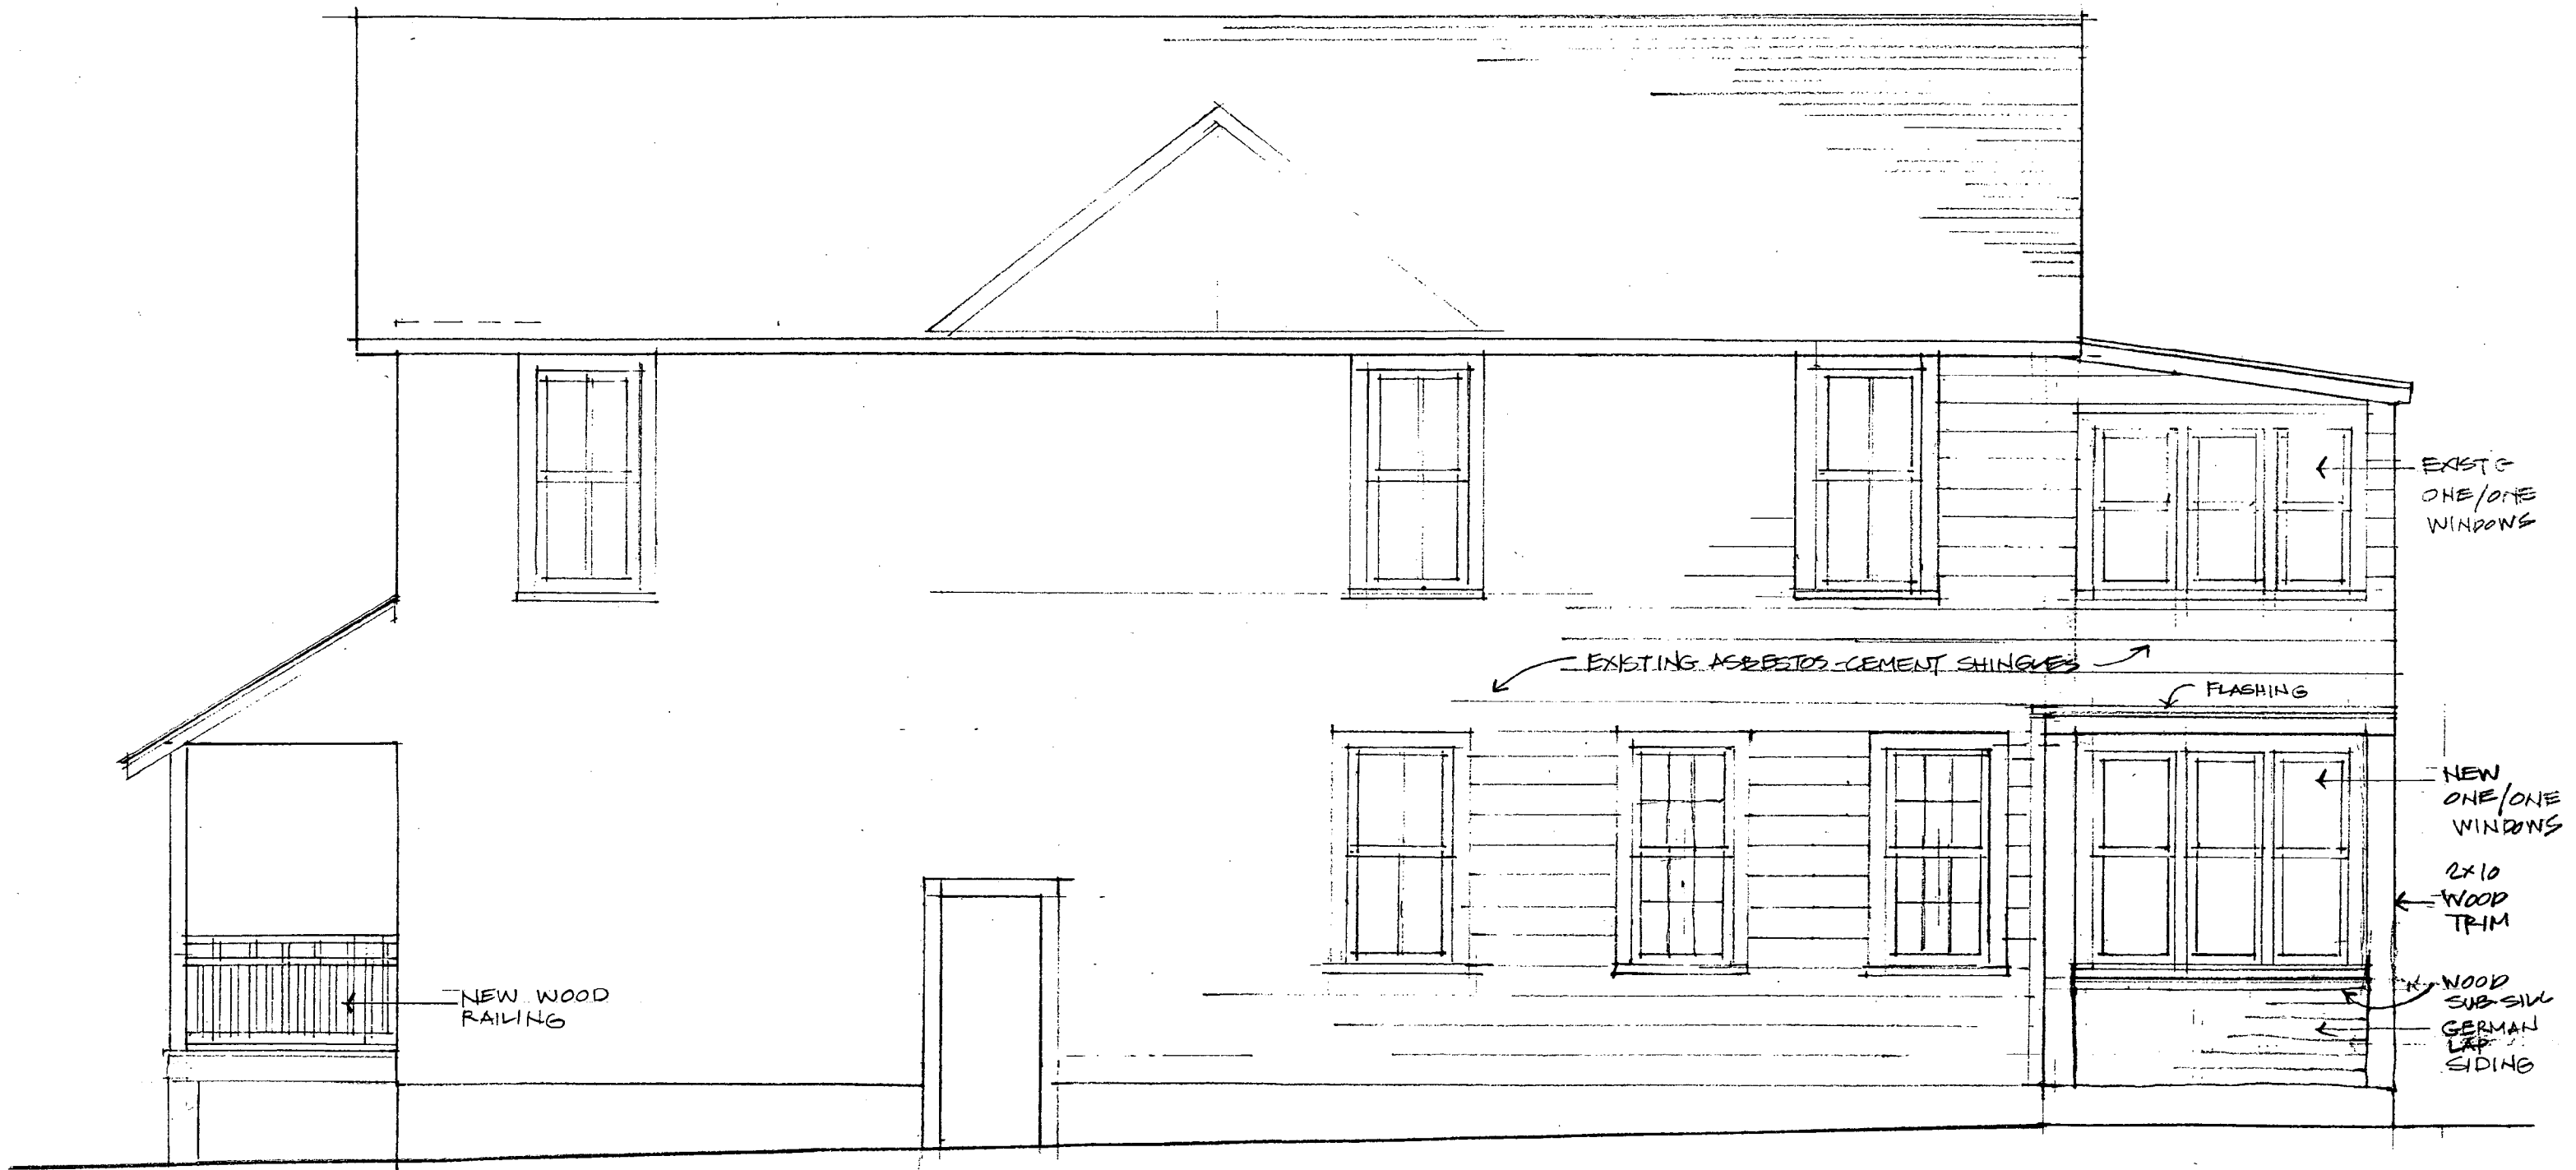 EXIST'G
ONE/ONE
WINDOWS
EXISTING ASBESTOS-CEMENT SHINGLES
FLASHING
NEW
ONE/ONE
WINDOWS
2x10
WOOD
TRIM
NEW WOOD
RAILING
WOOD
SUB-SILL
GERMAN
LAP
SIDING